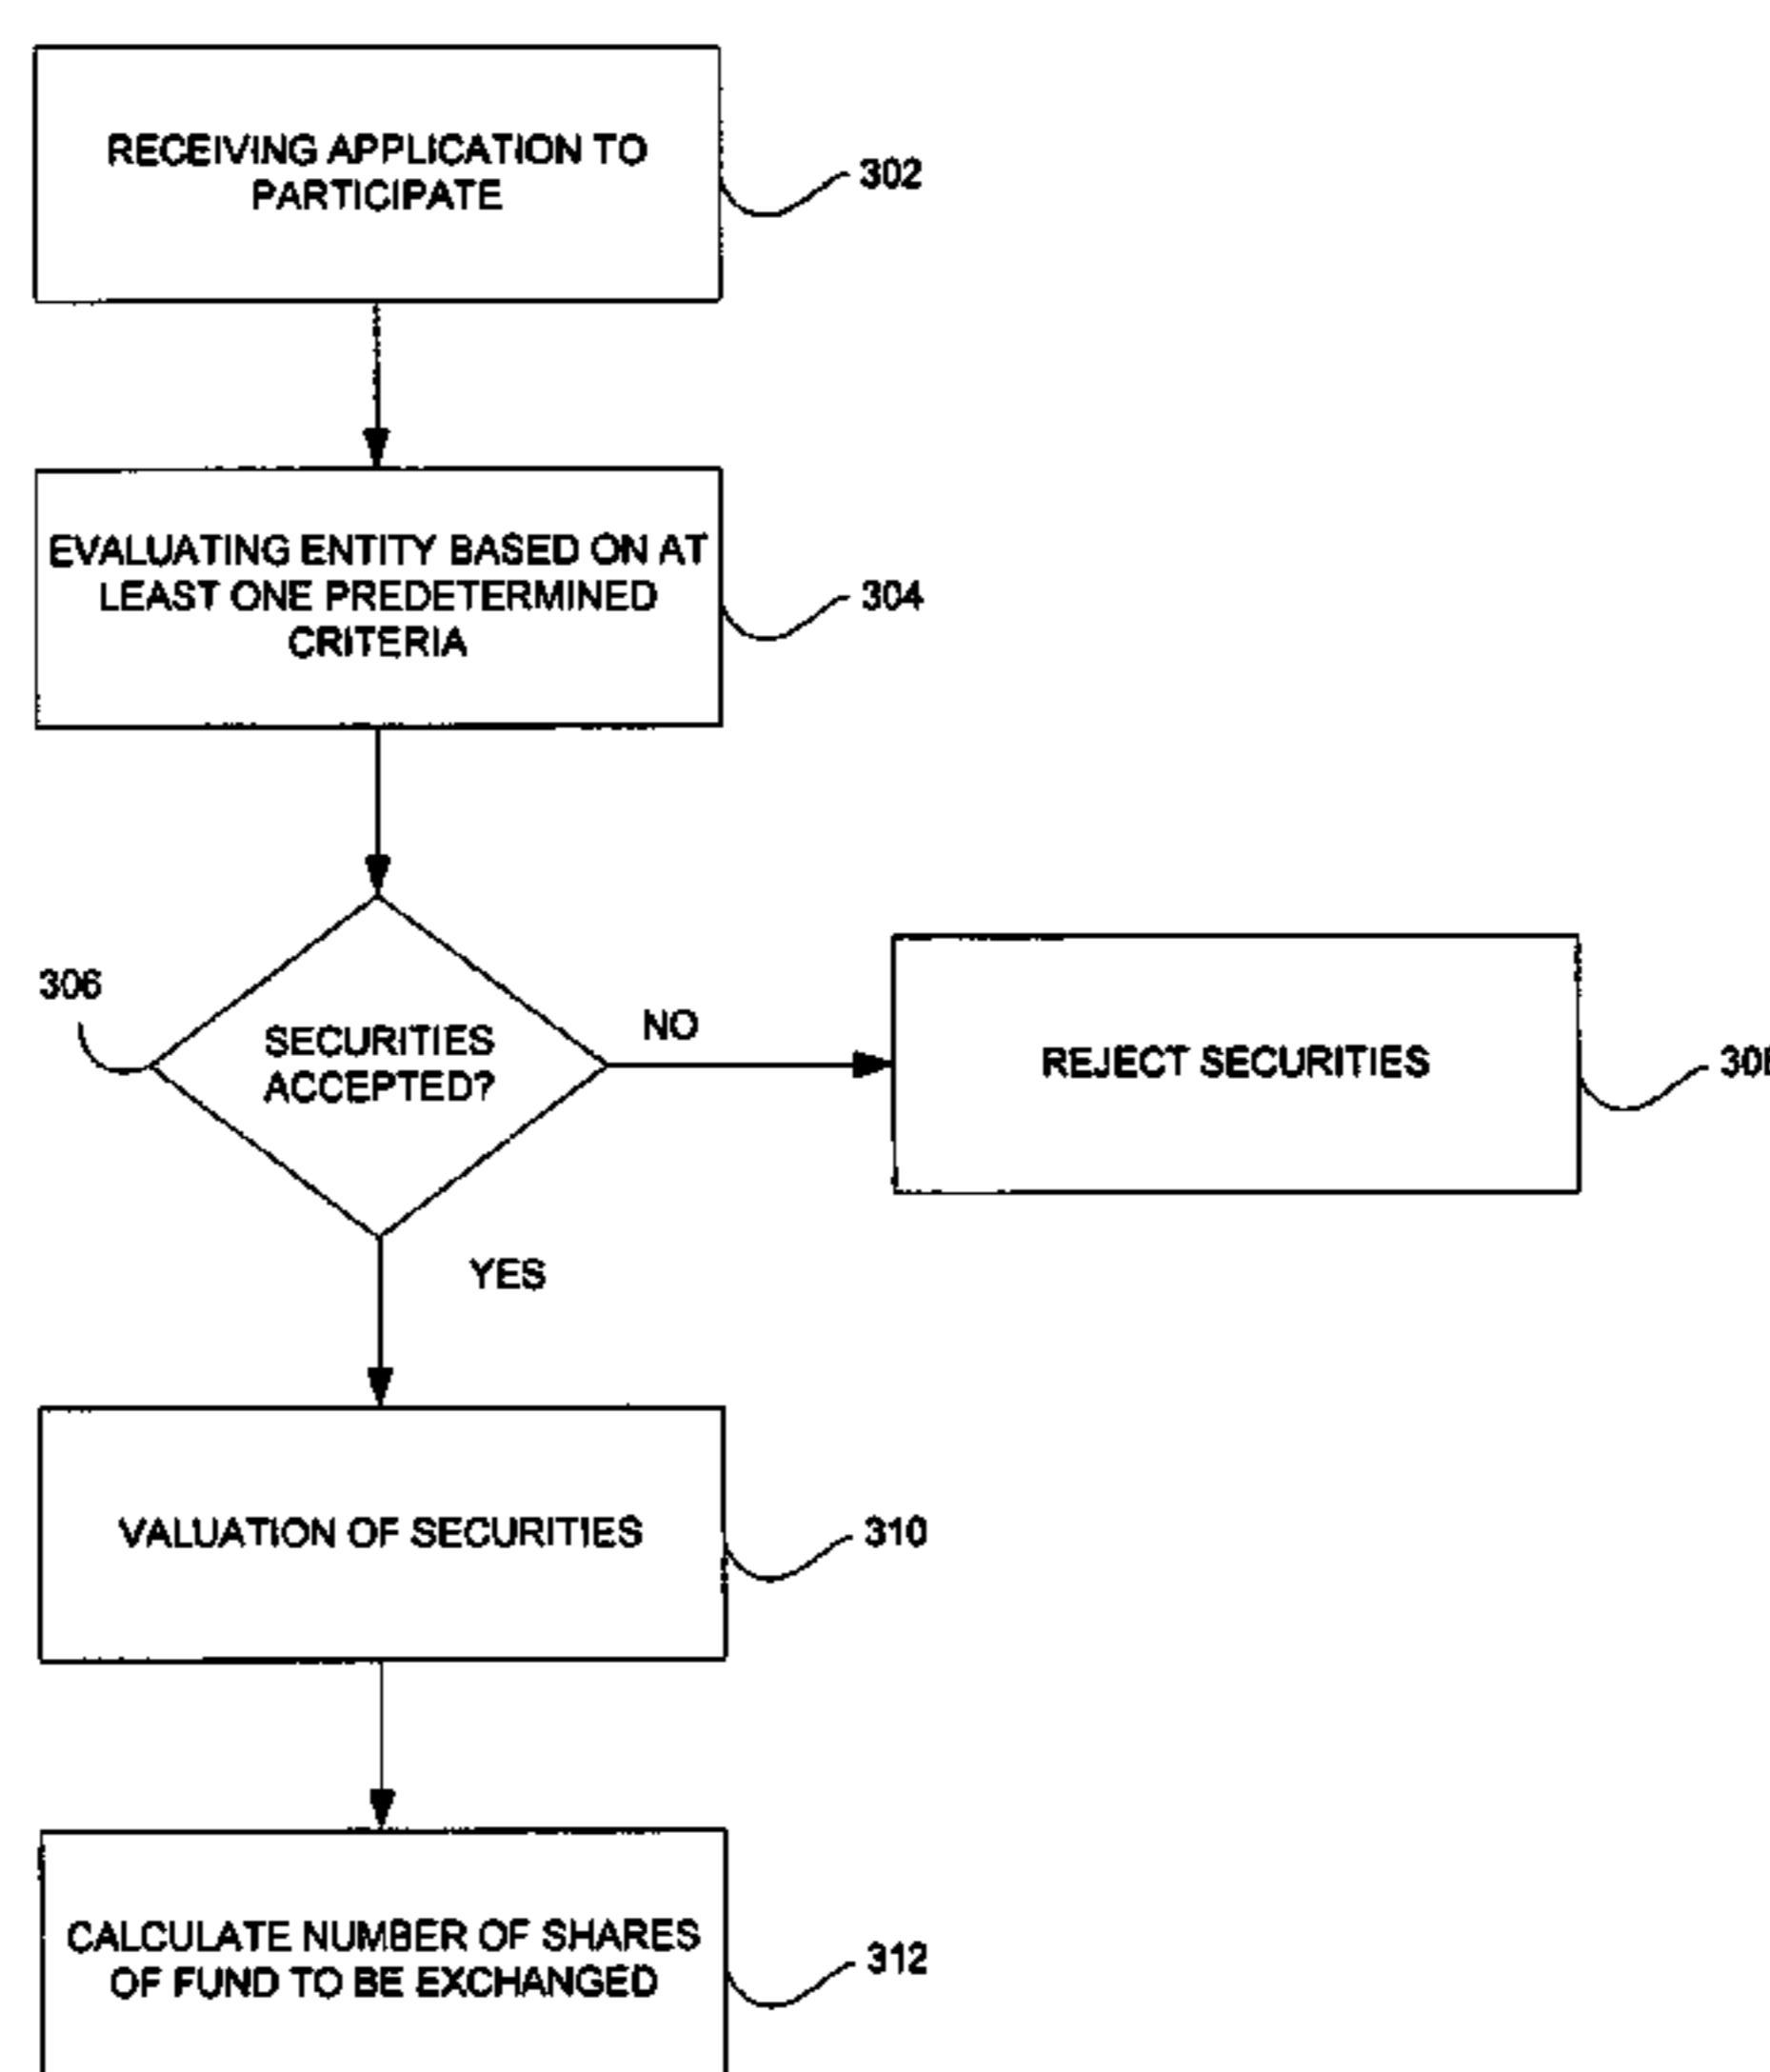 RECEIVING APPLICATION TO
PARTICIPATE
302
EVALUATING ENTITY BASED ON AT
LEAST ONE PREDETERMINED
CRITERIA
304
306
SECURITIES
ACCEPTED?
NO
REJECT SECURITIES
YES
VALUATION OF SECURITIES
310
CALCULATE NUMBER OF SHARES
OF FUND TO BE EXCHANGED
312